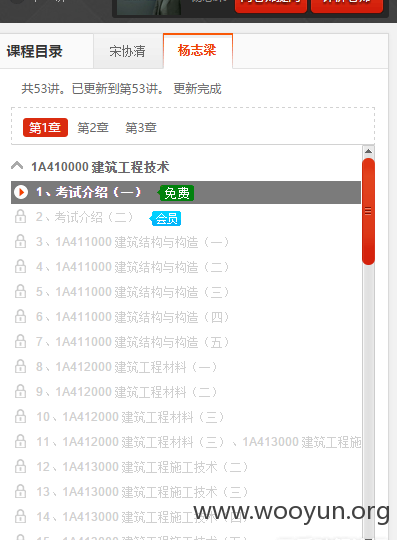 课程目录 宋协清 杨志梁
共53讲。已更新到第53讲。 更新完成
第1章 第2章 第3章
1A410000 建筑工程技术
1、考试介绍（一） 免费
2、考试介绍（二） 会员
3、1A411000 建筑结构与构造（一）
4、1A411000 建筑结构与构造（二）
5、1A411000 建筑结构与构造（三）
6、1A411000 建筑结构与构造（四）
7、1A411000 建筑结构与构造（五）
8、1A412000 建筑工程材料（一）
9、1A412000 建筑工程材料（二）
10、1A412000 建筑工程材料（三）
11、1A412000 建筑工程材料（三）、1A413000 建筑工程施
12、1A413000 建筑工程施工技术（二）
13、1A413000 建筑工程施工技术（三）
14、1A413000 建筑工程施工技术（四）
www.wooyun.org